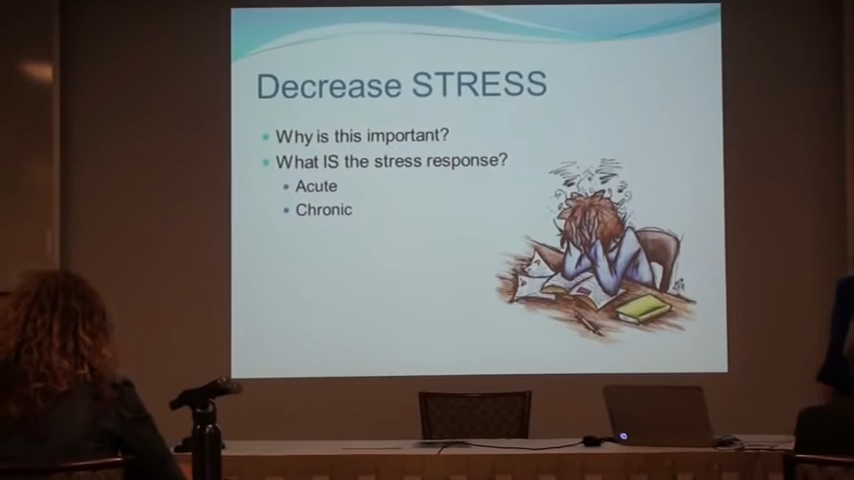 Decrease STRESS
Why is this important?
What IS the stress response?
Acute
Chronic